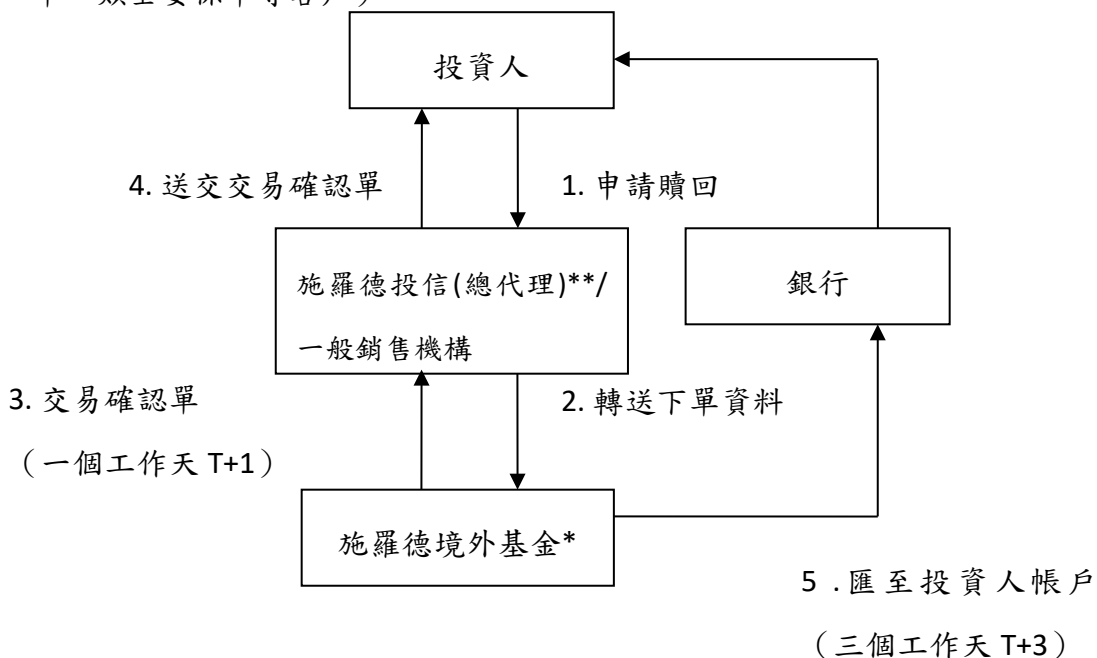 投資人
4. 送交交易確認單
1. 申請贖回
施羅德投信(總代理)**/
一般銷售機構
銀行
3. 交易確認單
（一個工作天 T+1）
2. 轉送下單資料
施羅德境外基金*
5 .匯至投資人帳戶
（三個工作天 T+3）